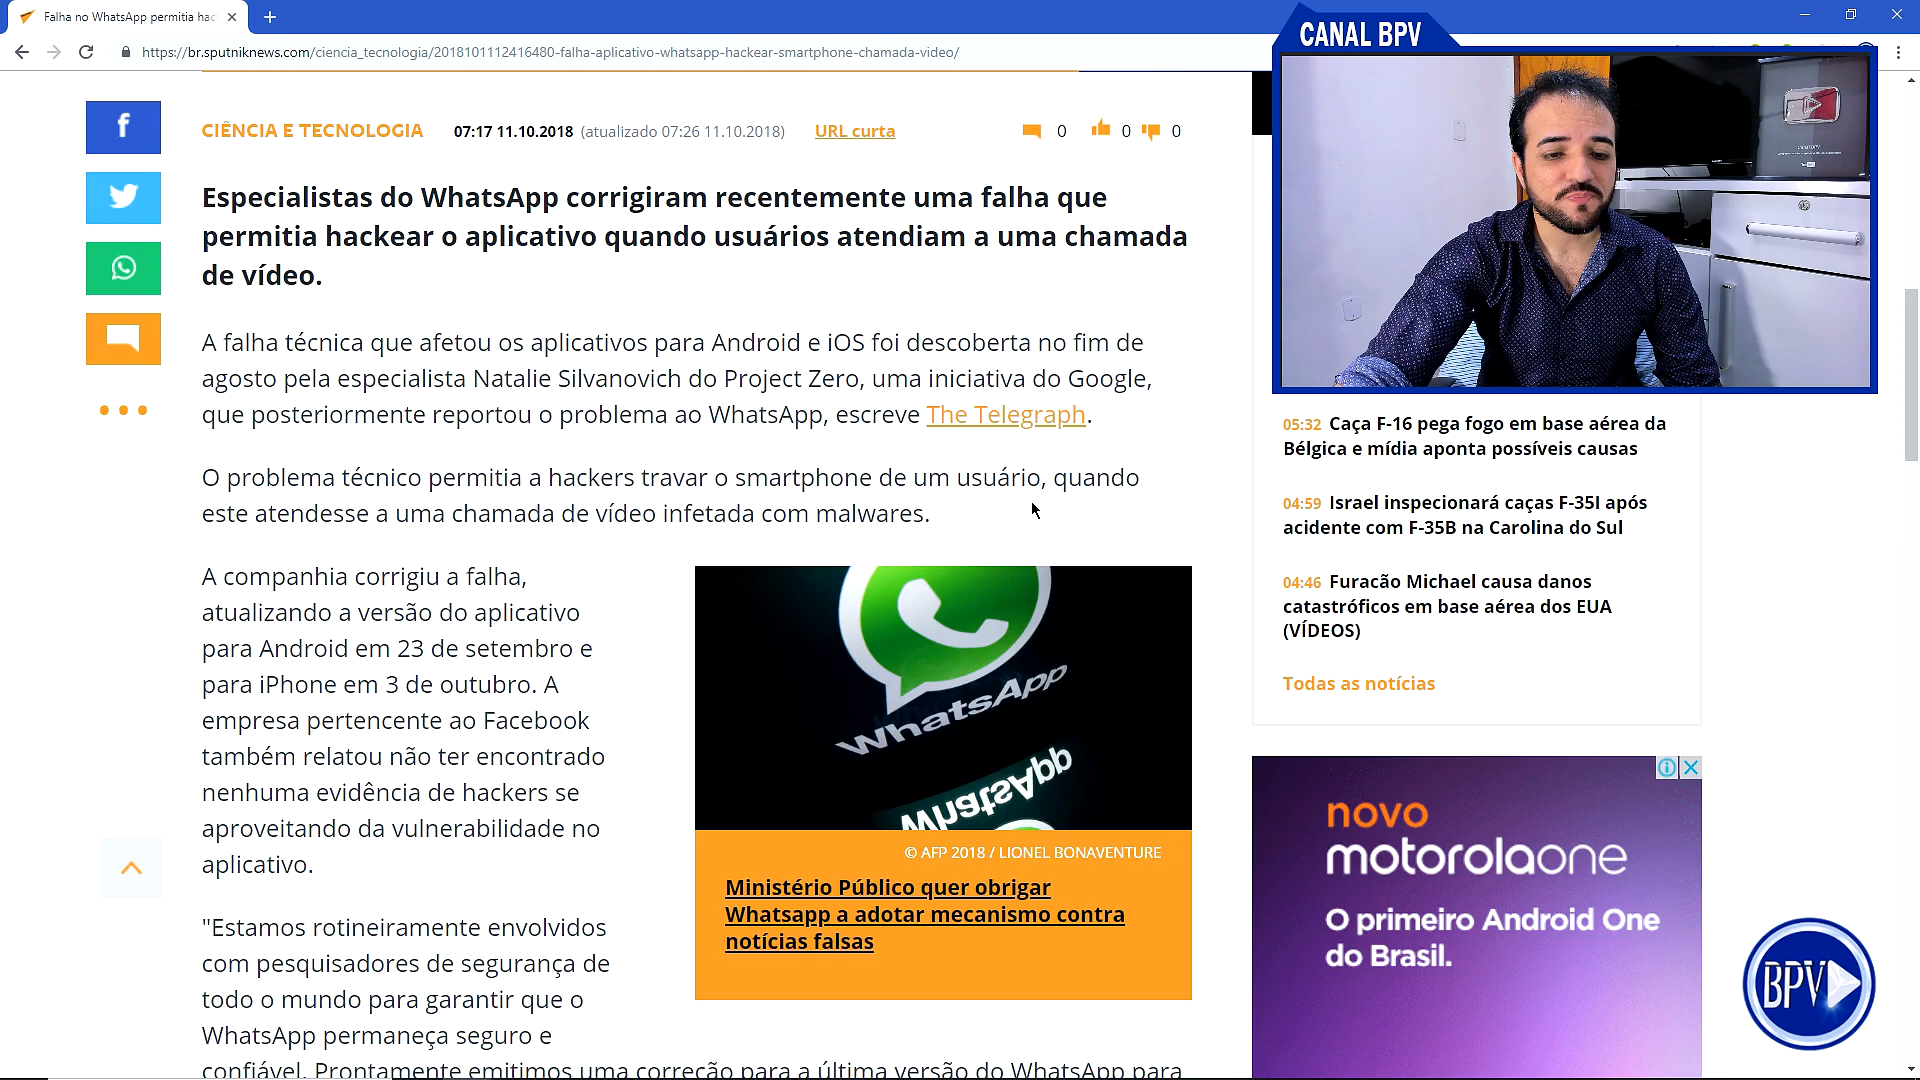 Falha no WhatsApp permitia hac
https://br.sputniknews.com/ciencia_tecnologia/2018101112416480-falha-aplicativo-whatsapp-hackear-smartphone-chamada-video/
CANAL BPV
CIÊNCIA E TECNOLOGIA 07:17 11.10.2018 (atualizado 07:26 11.10.2018) URL curta 0 0 0
Especialistas do WhatsApp corrigiram recentemente uma falha que
permitia hackear o aplicativo quando usuários atendiam a uma chamada
de vídeo.
A falha técnica que afetou os aplicativos para Android e iOS foi descoberta no fim de
agosto pela especialista Natalie Silvanovich do Project Zero, uma iniciativa do Google,
que posteriormente reportou o problema ao WhatsApp, escreve The Telegraph.
O problema técnico permitia a hackers travar o smartphone de um usuário, quando
este atendesse a uma chamada de vídeo infetada com malwares.
A companhia corrigiu a falha,
atualizando a versão do aplicativo
para Android em 23 de setembro e
para iPhone em 3 de outubro. A
empresa pertencente ao Facebook
também relatou não ter encontrado
nenhuma evidência de hackers se
aproveitando da vulnerabilidade no
aplicativo.
"Estamos rotineiramente envolvidos
com pesquisadores de segurança de
todo o mundo para garantir que o
WhatsApp permaneça seguro e
confiável. Prontamente emitimos uma correção para a última versão do WhatsApp para
WhatsApp
WhatsApp
© AFP 2018 / LIONEL BONAVENTURE
Ministério Público quer obrigar
Whatsapp a adotar mecanismo contra
notícias falsas
05:32 Caça F-16 pega fogo em base aérea da
Bélgica e mídia aponta possíveis causas
04:59 Israel inspecionará caças F-35I após
acidente com F-35B na Carolina do Sul
04:46 Furacão Michael causa danos
catastróficos em base aérea dos EUA
(VÍDEOS)
Todas as notícias
novo
motorolaone
O primeiro Android One
do Brasil.
BPV